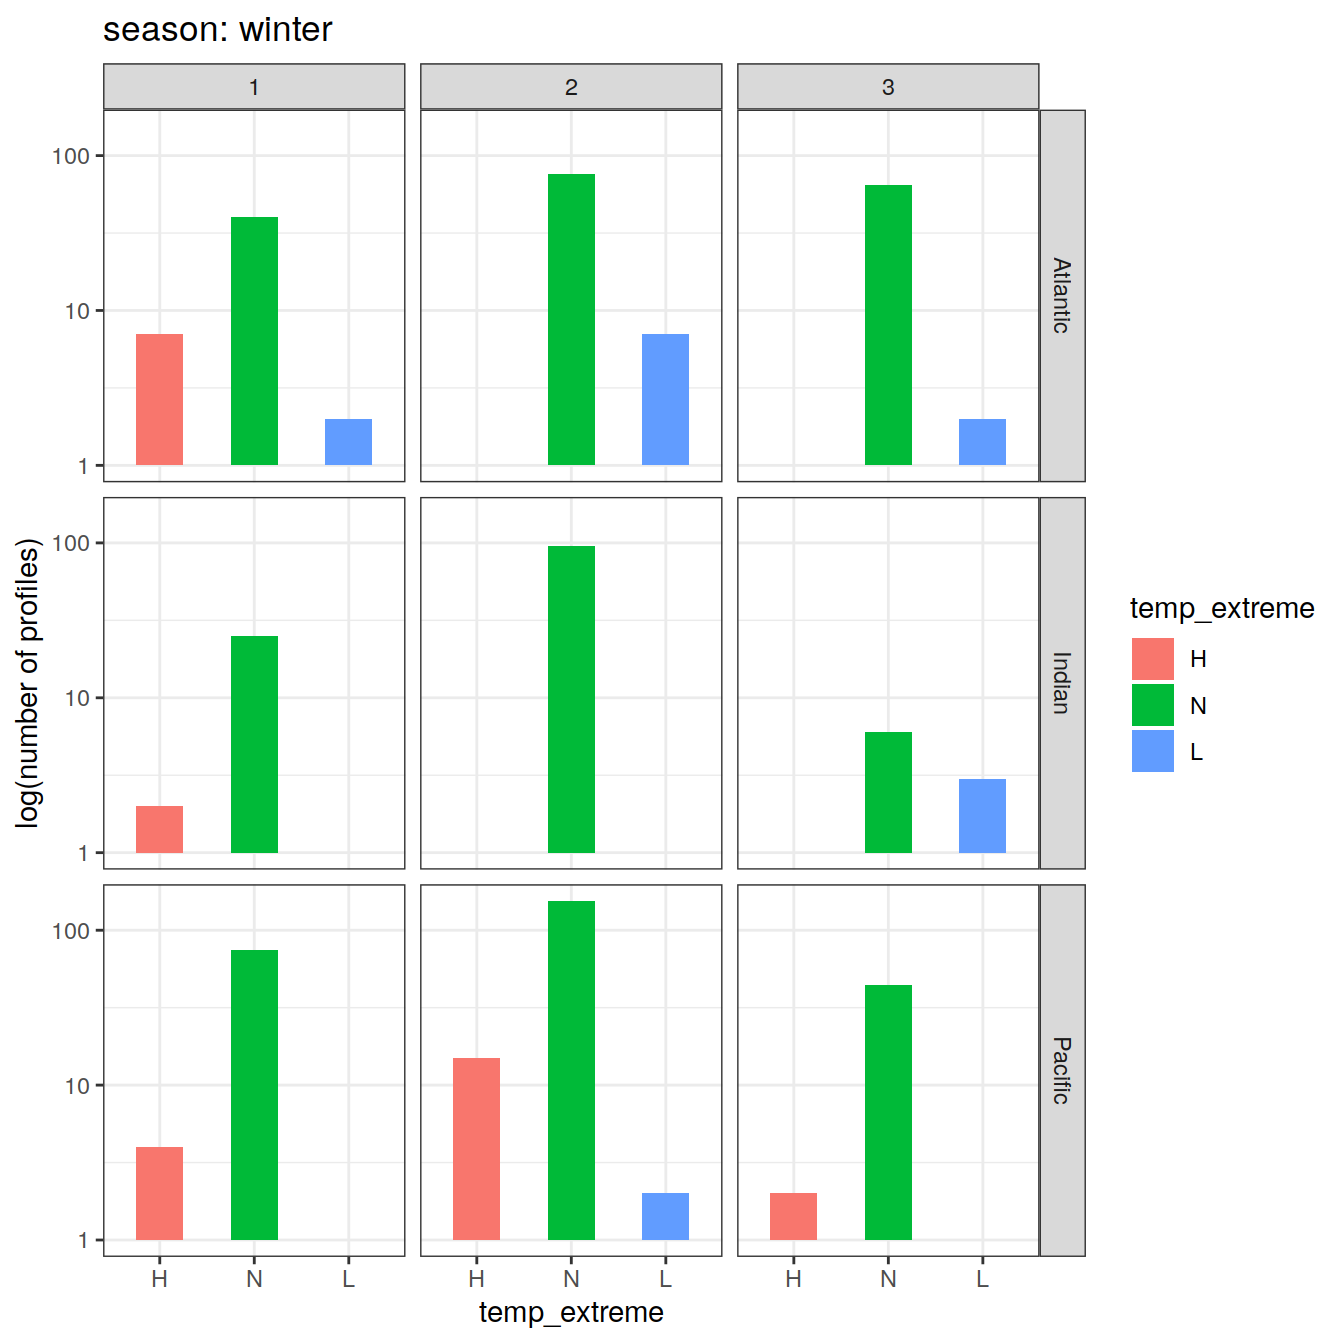 season: winter
1
2
3
100
10
1
Atlantic
log(number of profiles)
100
10
1
Indian
temp_extreme
H
N
L
100
10
1
Pacific
H N L
H N L
H N L
temp_extreme